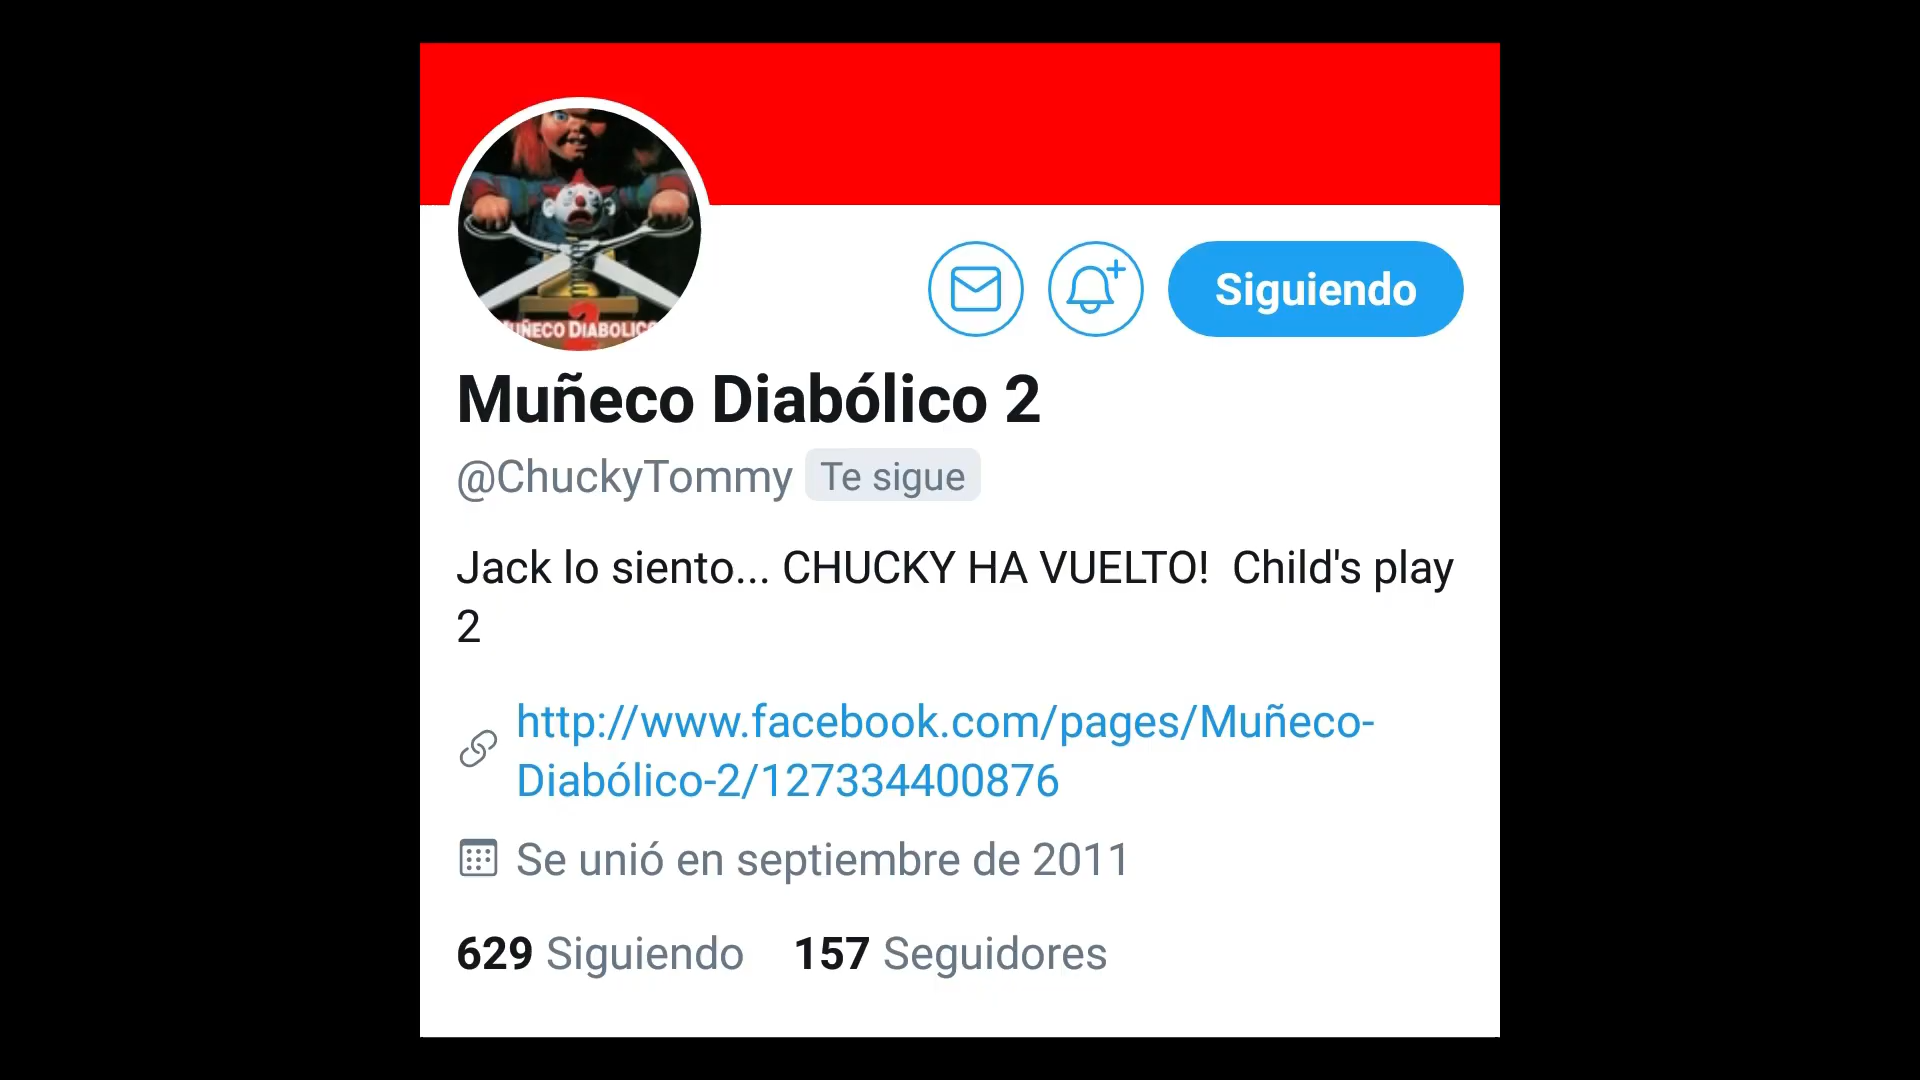 MUÑECO DIABOLICO
2
Siguiendo
Muñeco Diabólico 2
@ChuckyTommy Te sigue
Jack lo siento... CHUCKY HA VUELTO!  Child's play
2
http://www.facebook.com/pages/Muñeco-
Diabólico-2/127334400876
Se unió en septiembre de 2011
629 Siguiendo 157 Seguidores